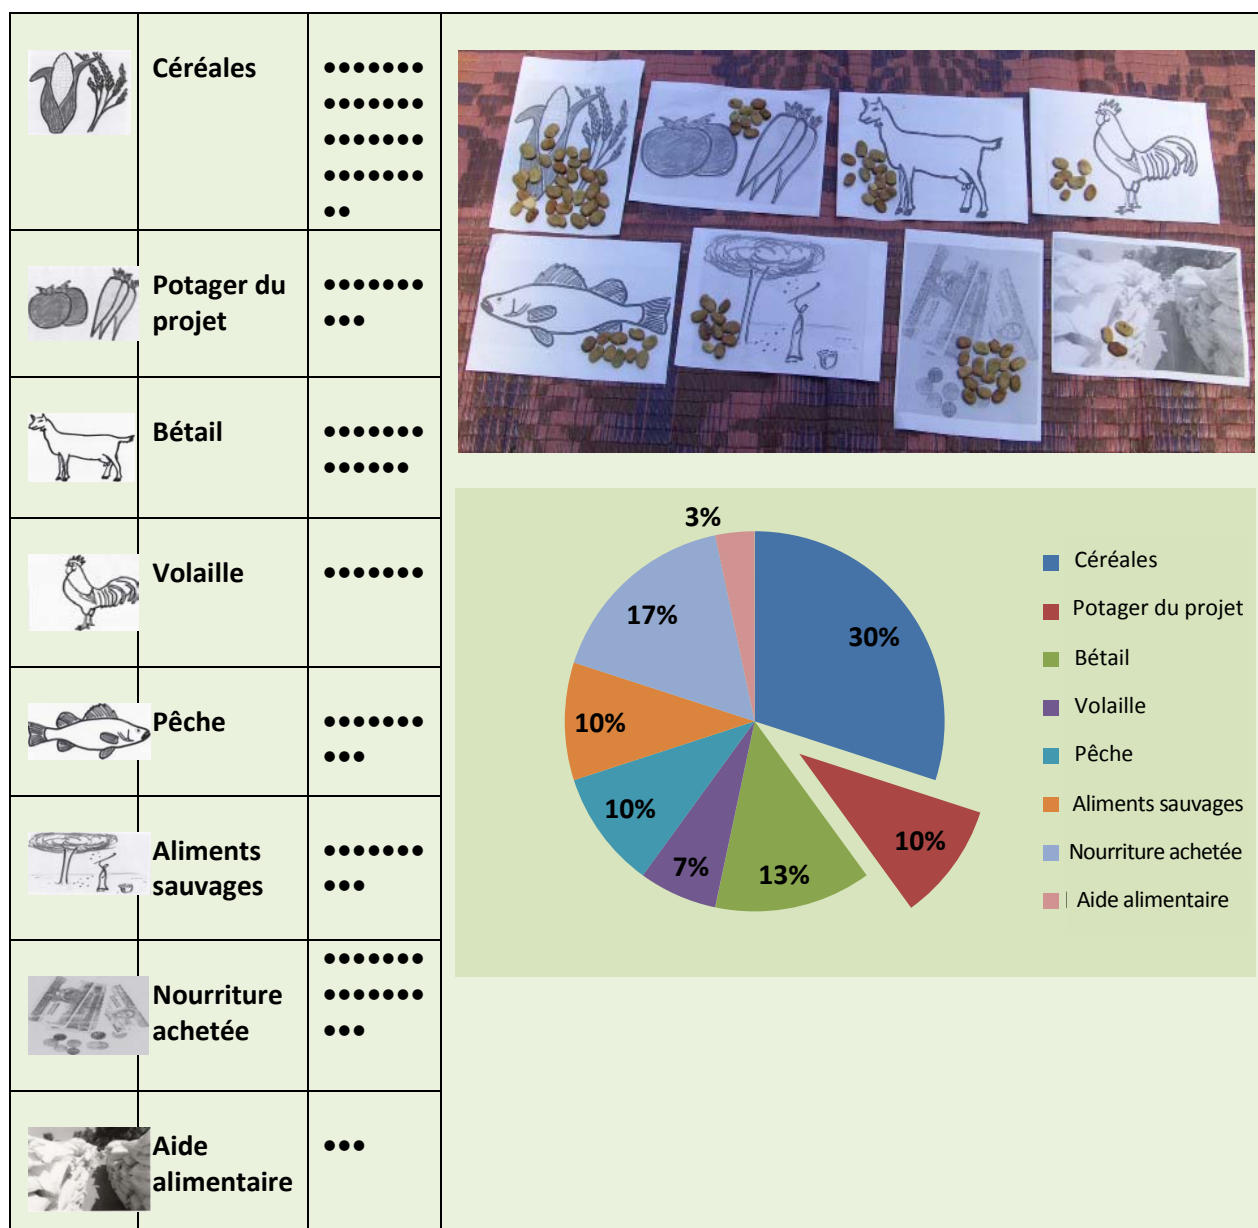 Céréales
●●●●●●●
●●●●●●●
●●●●●●●
●●●●●●●
●●
Potager du
projet
●●●●●●●
●●●
Bétail
●●●●●●●
●●●●●●
Volaille
●●●●●●●
Pêche
●●●●●●●
●●●
Aliments
sauvages
●●●●●●●
●●●
Nourriture
achetée
●●●●●●●
●●●●●●●
●●●
Aide
alimentaire
●●●
3%
17%
30%
10%
10%
7%
13%
10%
Céréales
Potager du projet
Bétail
Volaille
Pêche
Aliments sauvages
Nourriture achetée
Aide alimentaire